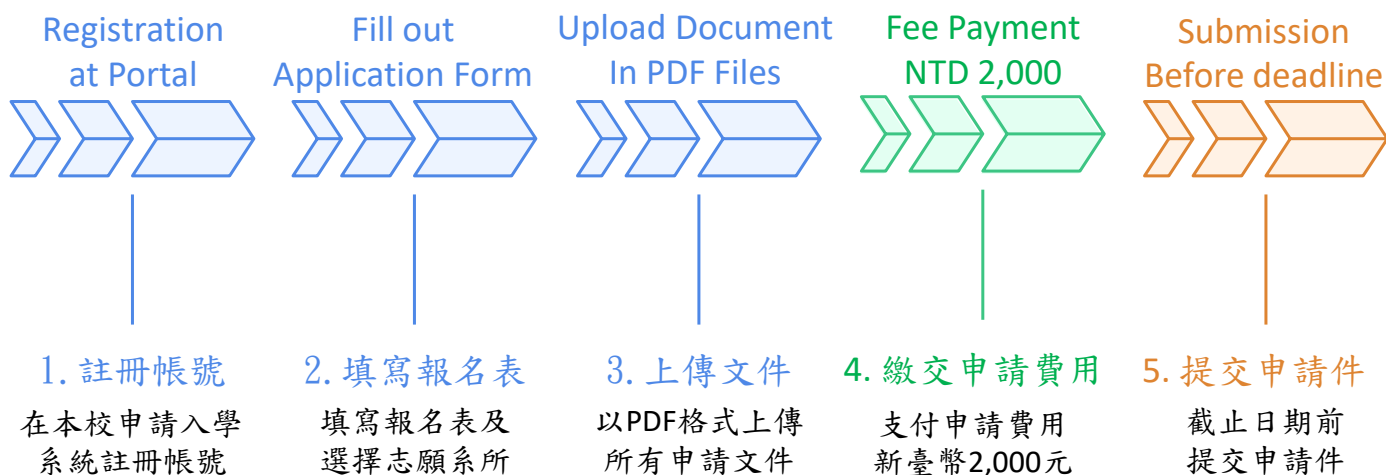 Registration
at Portal
Fill out
Application Form
Upload Document
In PDF Files
Fee Payment
NTD 2,000
Submission
Before deadline
1. 註冊帳號
在本校申請入學
系統註冊帳號
2. 填寫報名表
填寫報名表及
選擇志願系所
3. 上傳文件
以PDF格式上傳
所有申請文件
4. 繳交申請費用
支付申請費用
新臺幣2,000元
5. 提交申請件
截止日期前
提交申請件